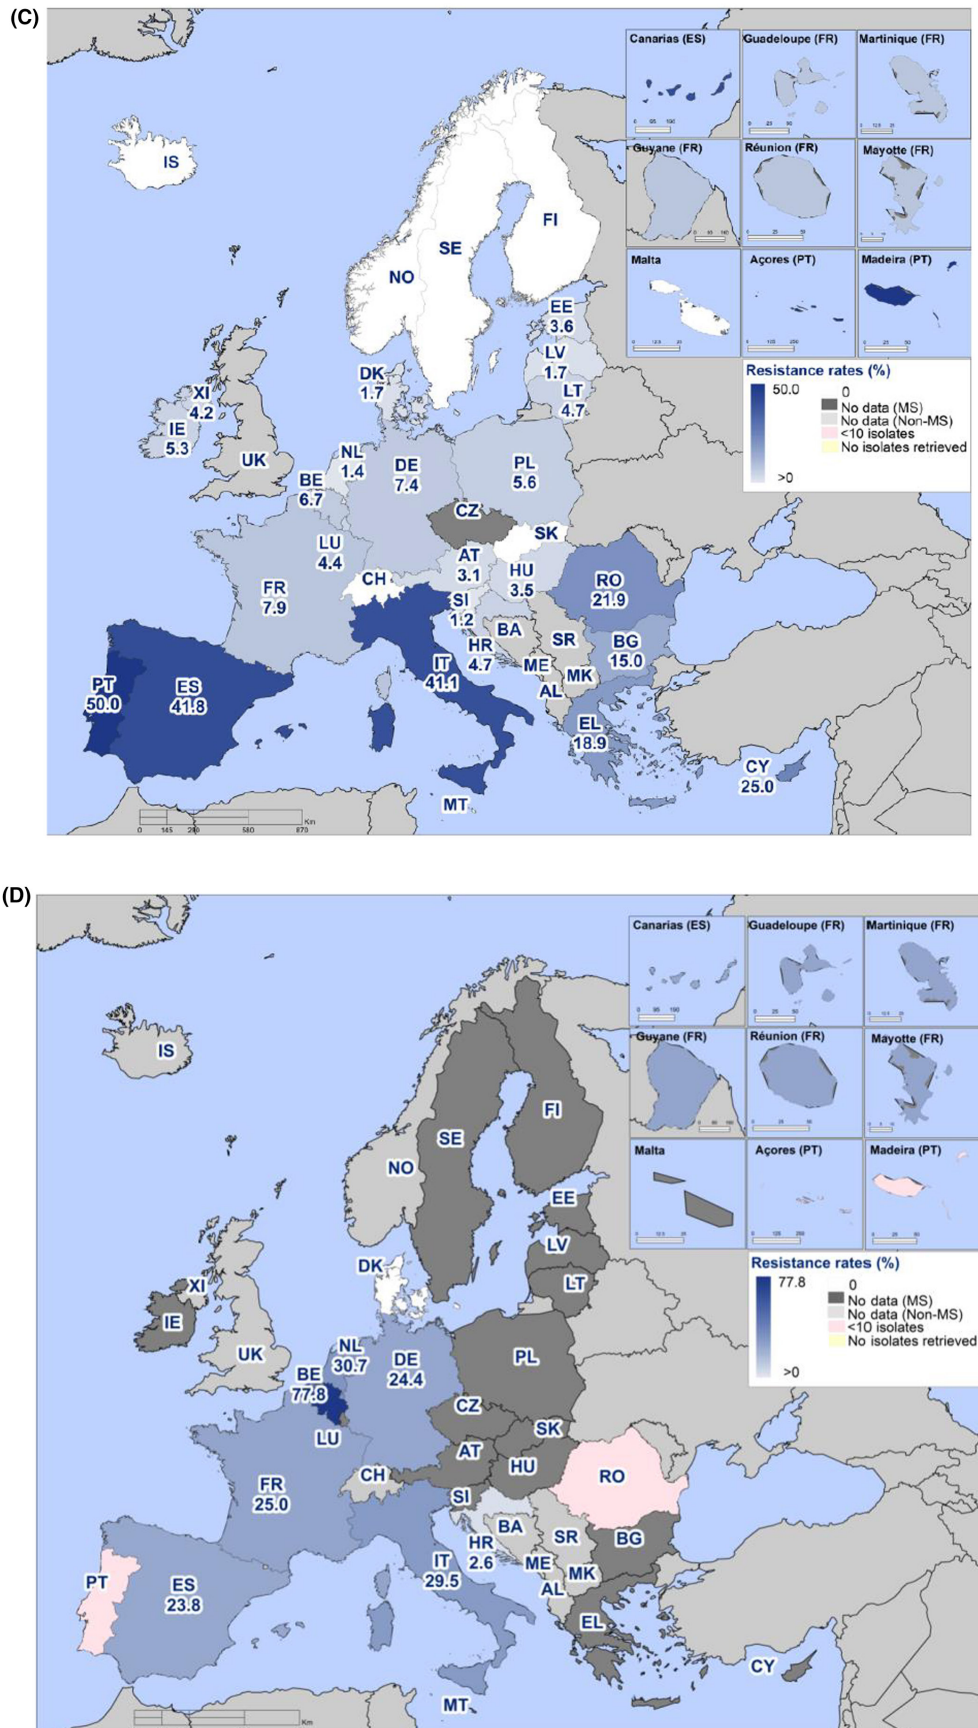 (C)
Canarias (ES)
Guadeloupe (FR)
Martinique (FR)
Guyane (FR)
Réunion (FR)
Mayotte (FR)
Malta
Açores (PT)
Madeira (PT)
IS
FI
SE
NO
EE
3.6
LV
1.7
LT
4.7
DK
1.7
XI
4.2
IE
5.3
UK
NL
1.4
BE
6.7
DE
7.4
PL
5.6
CZ
SK
LU
4.4
AT
3.1
HU
3.5
CH
FR
7.9
SI
1.2
RO
21.9
BA
SR
BG
15.0
HR
4.7
ME
MK
AL
IT
41.1
PT
50.0
ES
41.8
EL
18.9
CY
25.0
MT
Resistance rates (%)
50.0
>0
0
No data (MS)
No data (Non-MS)
<10 isolates
No isolates retrieved
0 145 290 580 870
Km
(D)
Canarias (ES)
Guadeloupe (FR)
Martinique (FR)
Guyane (FR)
Réunion (FR)
Mayotte (FR)
Malta
Açores (PT)
Madeira (PT)
IS
FI
SE
NO
EE
LV
LT
DK
XI
IE
UK
NL
30.7
BE
77.8
DE
24.4
PL
CZ
SK
LU
AT
HU
CH
FR
25.0
SI
RO
BA
SR
BG
HR
2.6
ME
MK
AL
IT
29.5
PT
ES
23.8
EL
CY
MT
Resistance rates (%)
77.8
>0
0
No data (MS)
No data (Non-MS)
<10 isolates
No isolates retrieved
Km